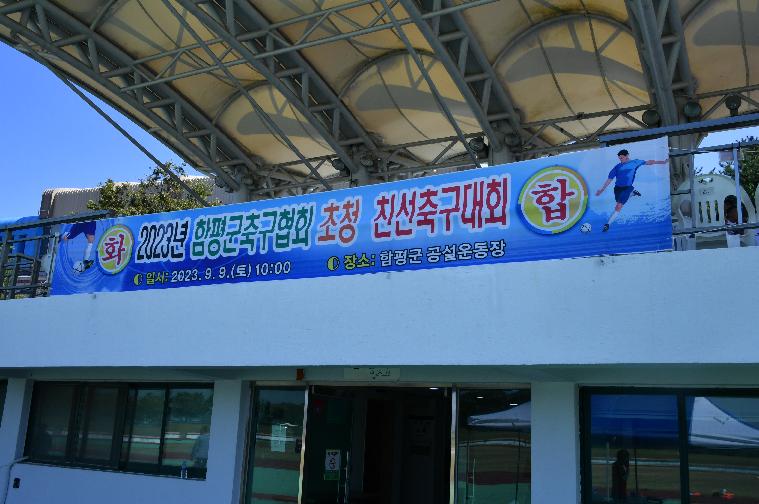 화 2023년 함평군축구협회 초청 친선축구대회 합
일시: 2023. 9. 9.(토) 10:00 장소: 함평군 공설운동장